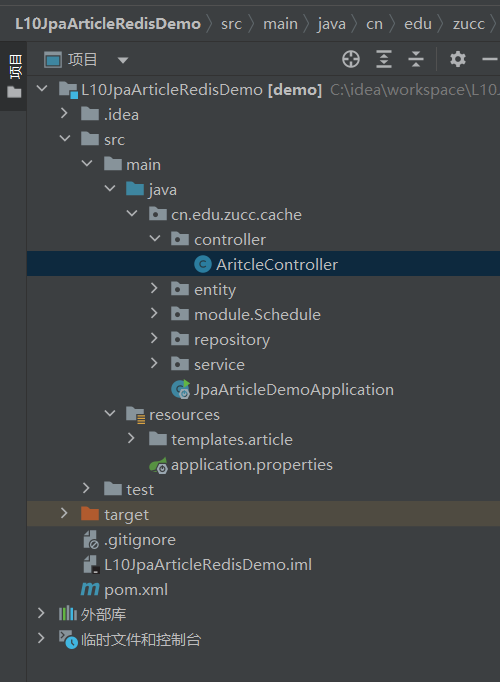 L10JpaArticleRedisDemo 〉 src 〉 main 〉 java 〉 cn 〉 edu 〉 zucc 〉
项目
项目
L10JpaArticleRedisDemo [demo] C:\idea\workspace\L10J
.idea
src
main
java
cn.edu.zucc.cache
controller
C AritcleController
entity
module.Schedule
repository
service
JpaArticleDemoApplication
resources
templates.article
application.properties
test
target
.gitignore
L10JpaArticleRedisDemo.iml
m pom.xml
外部库
临时文件和控制台